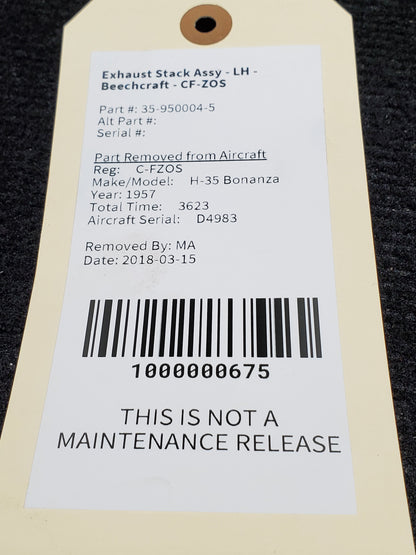 Exhaust Stack Assy - LH -
Beechcraft - CF-ZOS
Part #: 35-950004-5
Alt Part #:
Serial #:
Part Removed from Aircraft
Reg: C-FZOS
Make/Model: H-35 Bonanza
Year: 1957
Total Time: 3623
Aircraft Serial: D4983
Removed By: MA
Date: 2018-03-15
1000000675
THIS IS NOT A
MAINTENANCE RELEASE